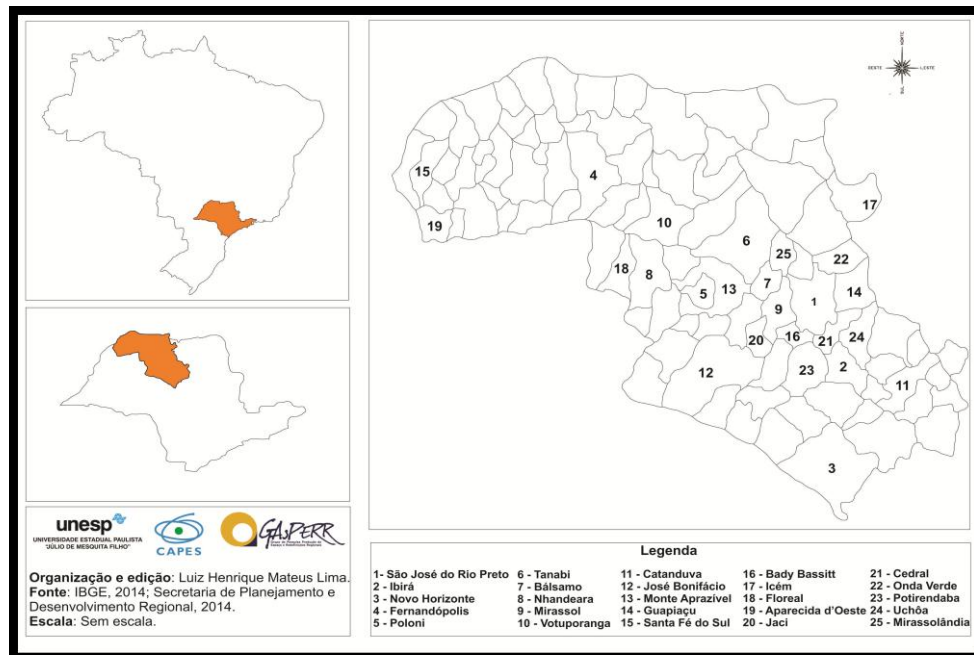 NORTE
OESTE
LESTE
SUL
15
4
17
19
10
6
25
22
18
8
7
5
13
14
9
1
20
16
21
24
12
23
2
11
3
unesp
UNIVERSIDADE ESTADUAL PAULISTA
"JÚLIO DE MESQUITA FILHO"
CAPES
GASPERR
Organização e edição: Luiz Henrique Mateus Lima.
Fonte: IBGE, 2014; Secretaria de Planejamento e
Desenvolvimento Regional, 2014.
Escala: Sem escala.
Legenda
1- São José do Rio Preto
2 - Ibirá
3 - Novo Horizonte
4 - Fernandópolis
5 - Poloni
6 - Tanabi
7 - Bálsamo
8 - Nhandeara
9 - Mirassol
10 - Votuporanga
11 - Catanduva
12 - José Bonifácio
13 - Monte Aprazível
14 - Guapiaçu
15 - Santa Fé do Sul
16 - Bady Bassitt
17 - Icém
18 - Floreal
19 - Aparecida d'Oeste
20 - Jaci
21 - Cedral
22 - Onda Verde
23 - Potirendaba
24 - Uchôa
25 - Mirassolândia